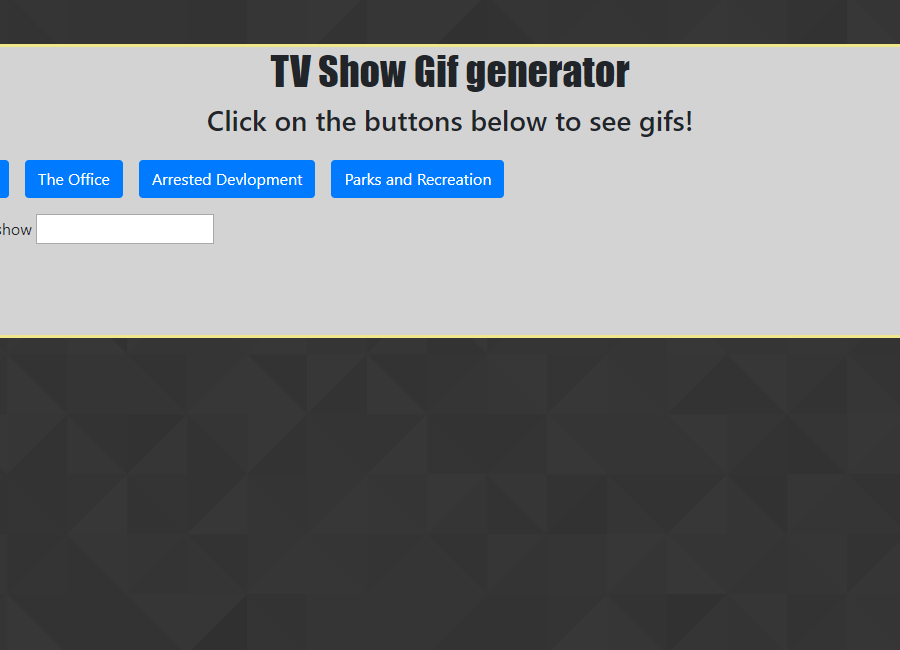 TV Show Gif generator
Click on the buttons below to see gifs!
The Office Arrested Devlopment Parks and Recreation
show